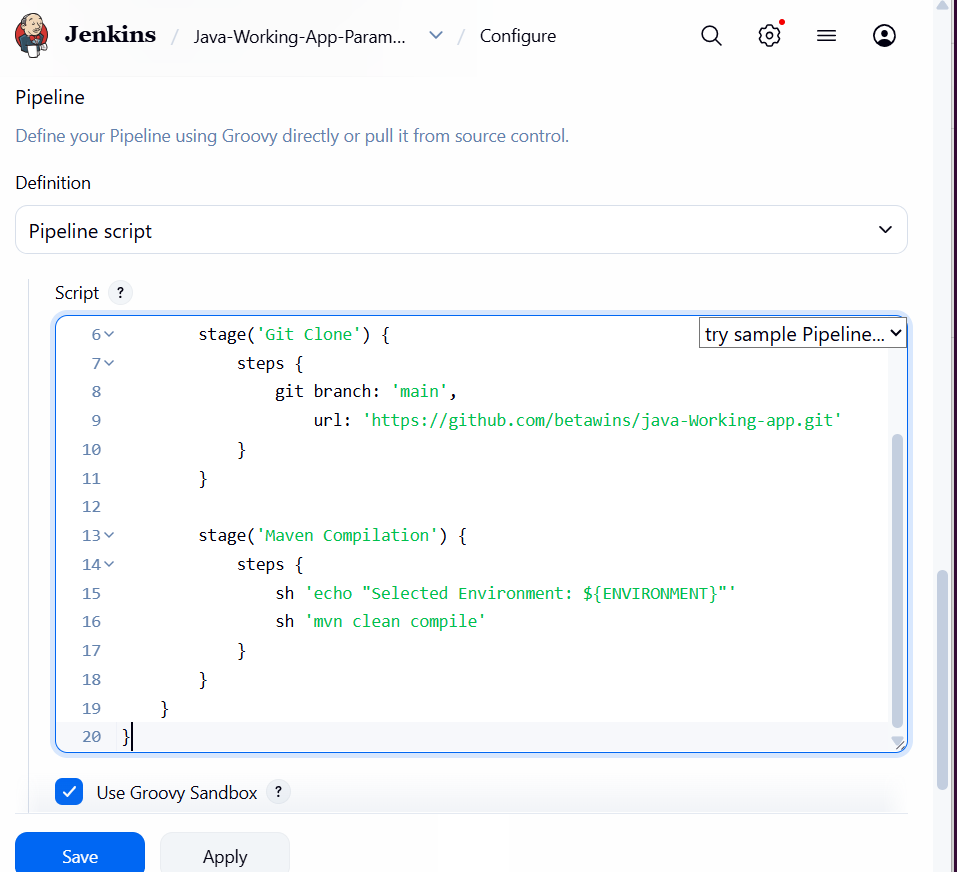 Jenkins / Java-Working-App-Param... / Configure
Pipeline
Define your Pipeline using Groovy directly or pull it from source control.
Definition
Pipeline script
Script ?
try sample Pipeline...
6 stage('Git Clone') {
7 steps {
8 git branch: 'main',
9 url: 'https://github.com/betawins/java-Working-app.git'
10 }
11 }
12
13 stage('Maven Compilation') {
14 steps {
15 sh 'echo "Selected Environment: ${ENVIRONMENT}"'
16 sh 'mvn clean compile'
17 }
18 }
19 }
20 }
Use Groovy Sandbox ?
Save Apply